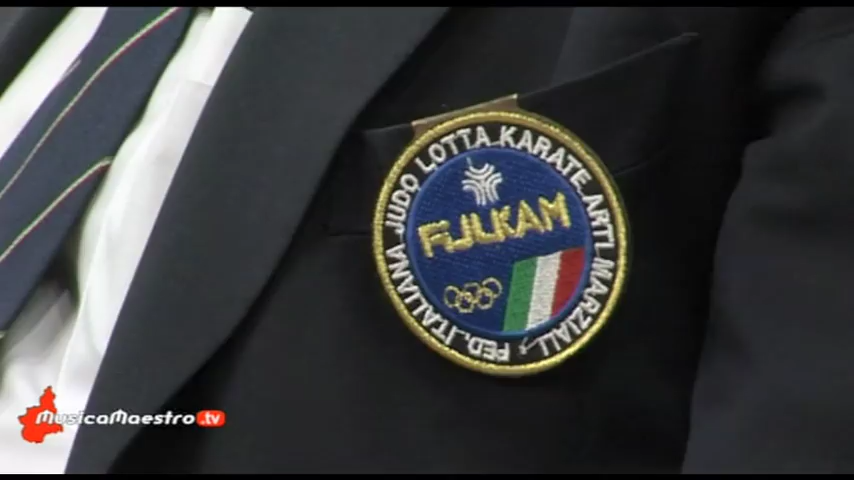 FED. ITALIANA JUDO LOTTA KARATE ARTI MARZIALI
FIJLKAM
MusicaMaestro.tv